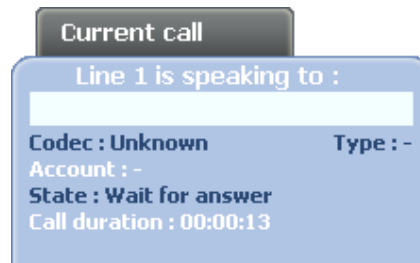 Current call
Line 1 is speaking to :
Codec : Unknown Type : -
Account : -
State : Wait for answer
Call duration : 00:00:13